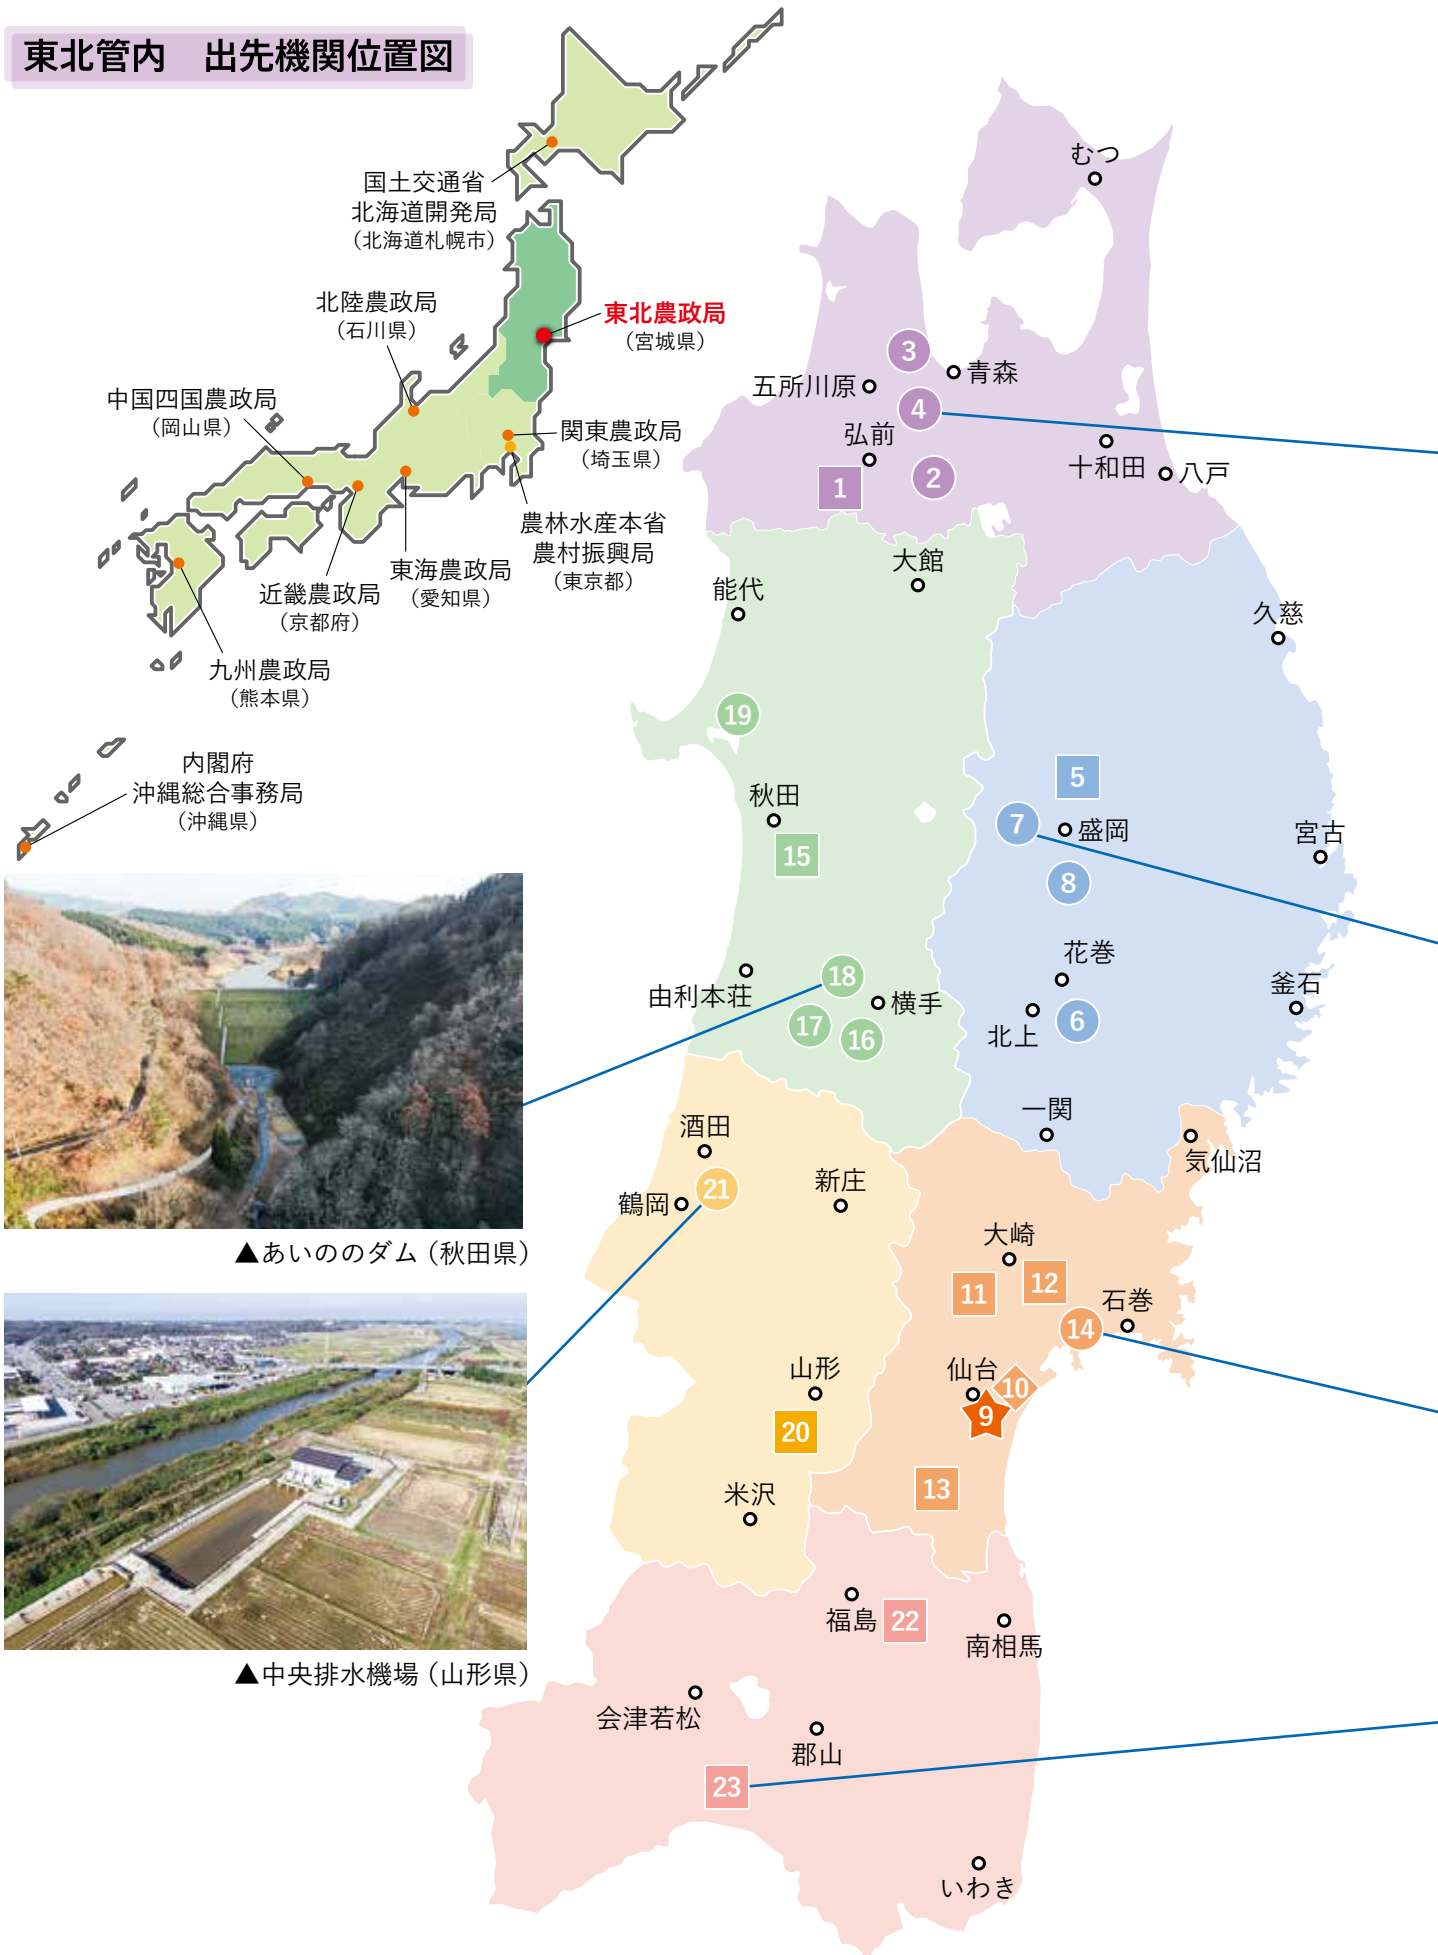 東北管内　出先機関位置図
国土交通省
北海道開発局
（北海道札幌市）
北陸農政局
（石川県）
東北農政局
（宮城県）
中国四国農政局
（岡山県）
関東農政局
（埼玉県）
農林水産本省
農村振興局
（東京都）
東海農政局
（愛知県）
近畿農政局
（京都府）
九州農政局
（熊本県）
内閣府
沖縄総合事務局
（沖縄県）
むつ
3
五所川原
青森
4
弘前
十和田
八戸
1
2
大館
能代
久慈
19
5
秋田
7
盛岡
宮古
15
8
花巻
18
由利本荘
横手
釜石
17
16
北上
6
一関
酒田
気仙沼
21
新庄
鶴岡
大崎
11
12
石巻
14
山形
仙台
10
9
20
13
米沢
福島
22
南相馬
会津若松
郡山
23
いわき
▲あいののダム（秋田県）
▲中央排水機場（山形県）